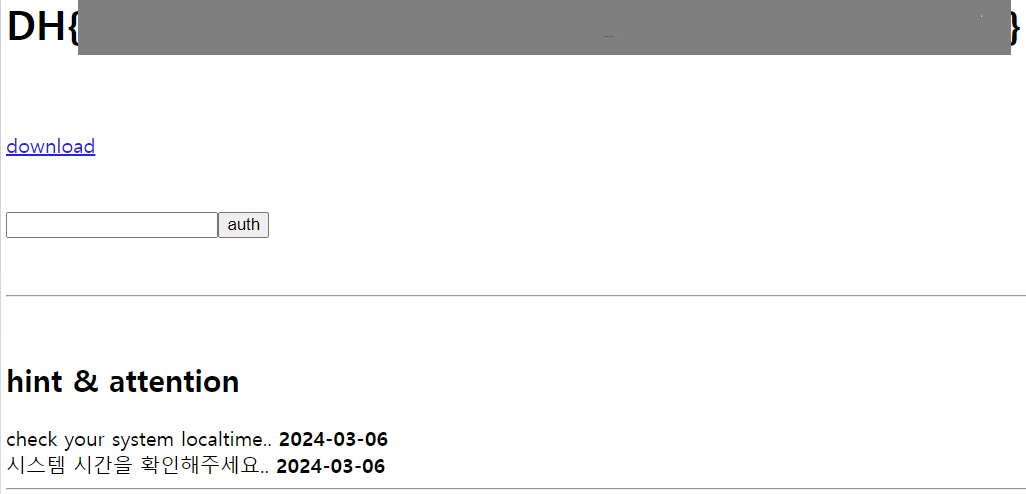 DH{ _ }
download
auth
hint & attention
check your system localtime.. 2024-03-06
시스템 시간을 확인해주세요.. 2024-03-06